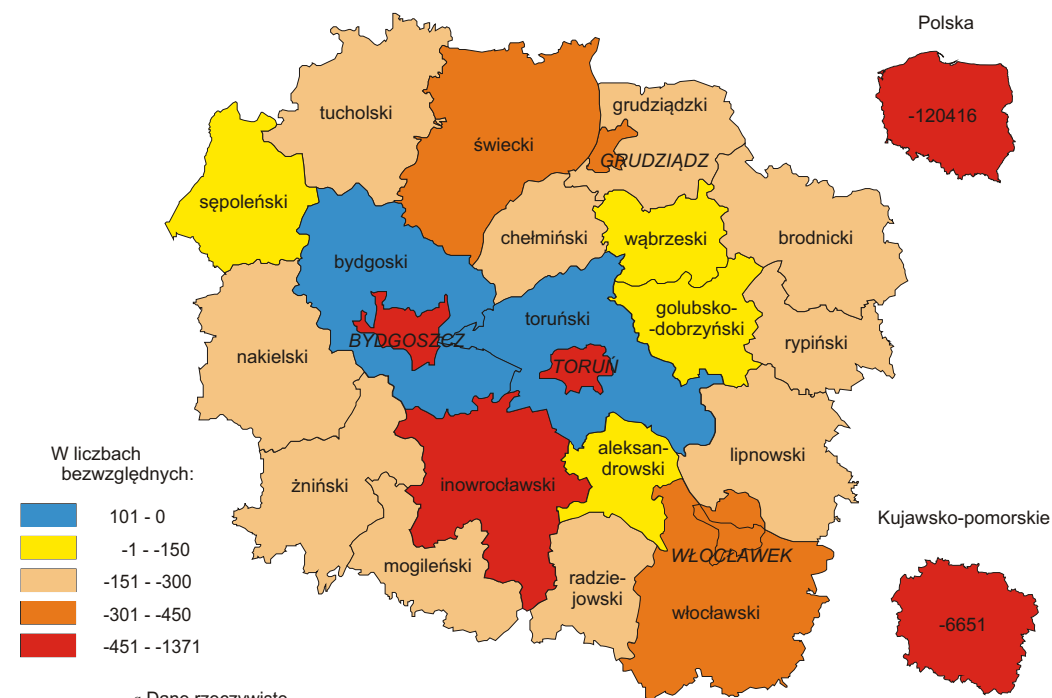 Polska
-120416
tucholski
grudziądzki
świecki
GRUDZIĄDZ
sępoleński
chełmiński
wąbrzeski
brodnicki
bydgoski
toruński
golubsko-
-dobrzyński
BYDGOSZCZ
rypiński
nakielski
TORUŃ
aleksan-
drowski
lipnowski
żniński
inowrocławski
W liczbach
bezwzględnych:
101 - 0
-1 - -150
-151 - -300
-301 - -450
-451 - -1371
Kujawsko-pomorskie
-6651
WŁOCŁAWEK
mogileński
radzie-
jowski
włocławski
Dane rzeczywiste